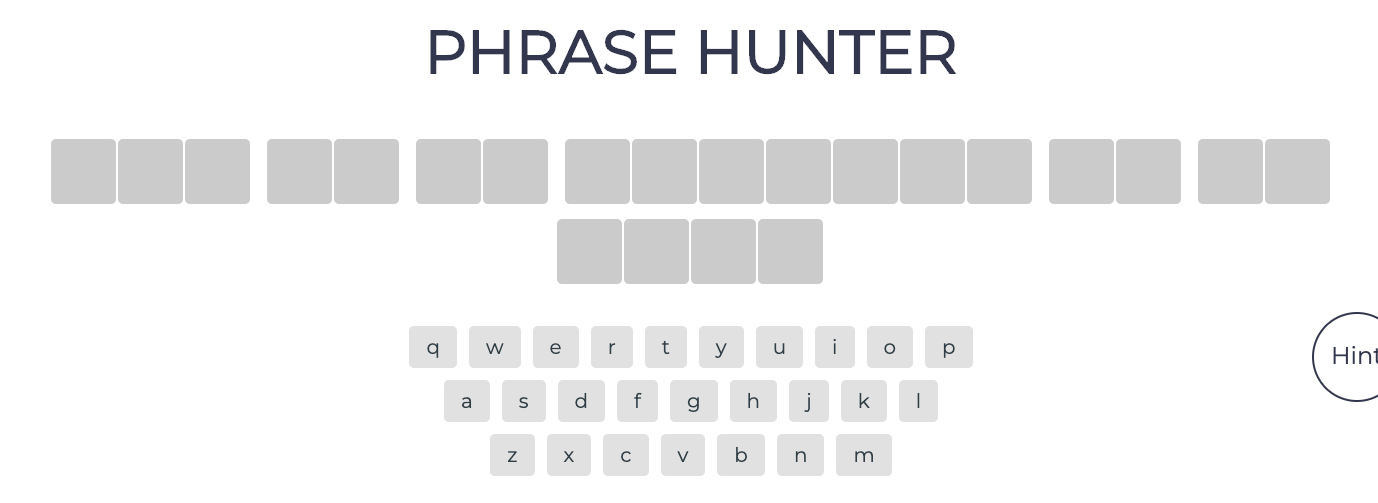 PHRASE HUNTER
q w e r t y u i o p
Hint
a s d f g h j k l
z x c v b n m